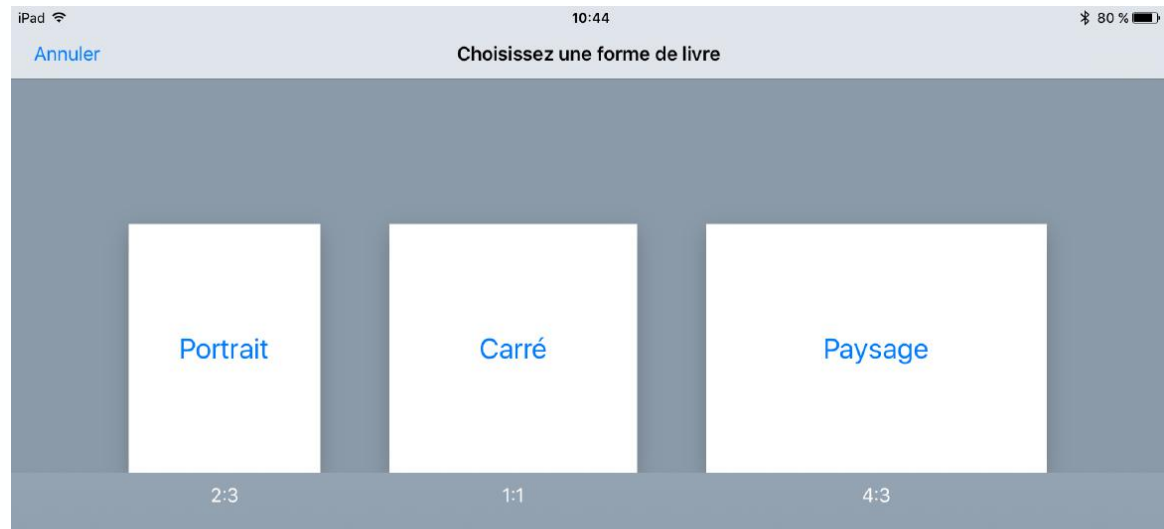 iPad 10:44 80 %
Annuler Choisissez une forme de livre
Portrait Carré Paysage
2:3 1:1 4:3